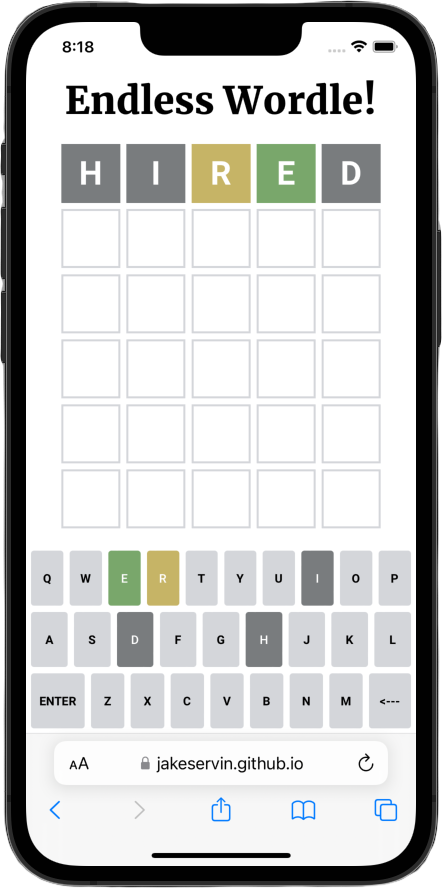 8:18
Endless Wordle!
H I R E D
Q W E R T Y U I O P
A S D F G H J K L
ENTER Z X C V B N M <---
AA jakeservin.github.io